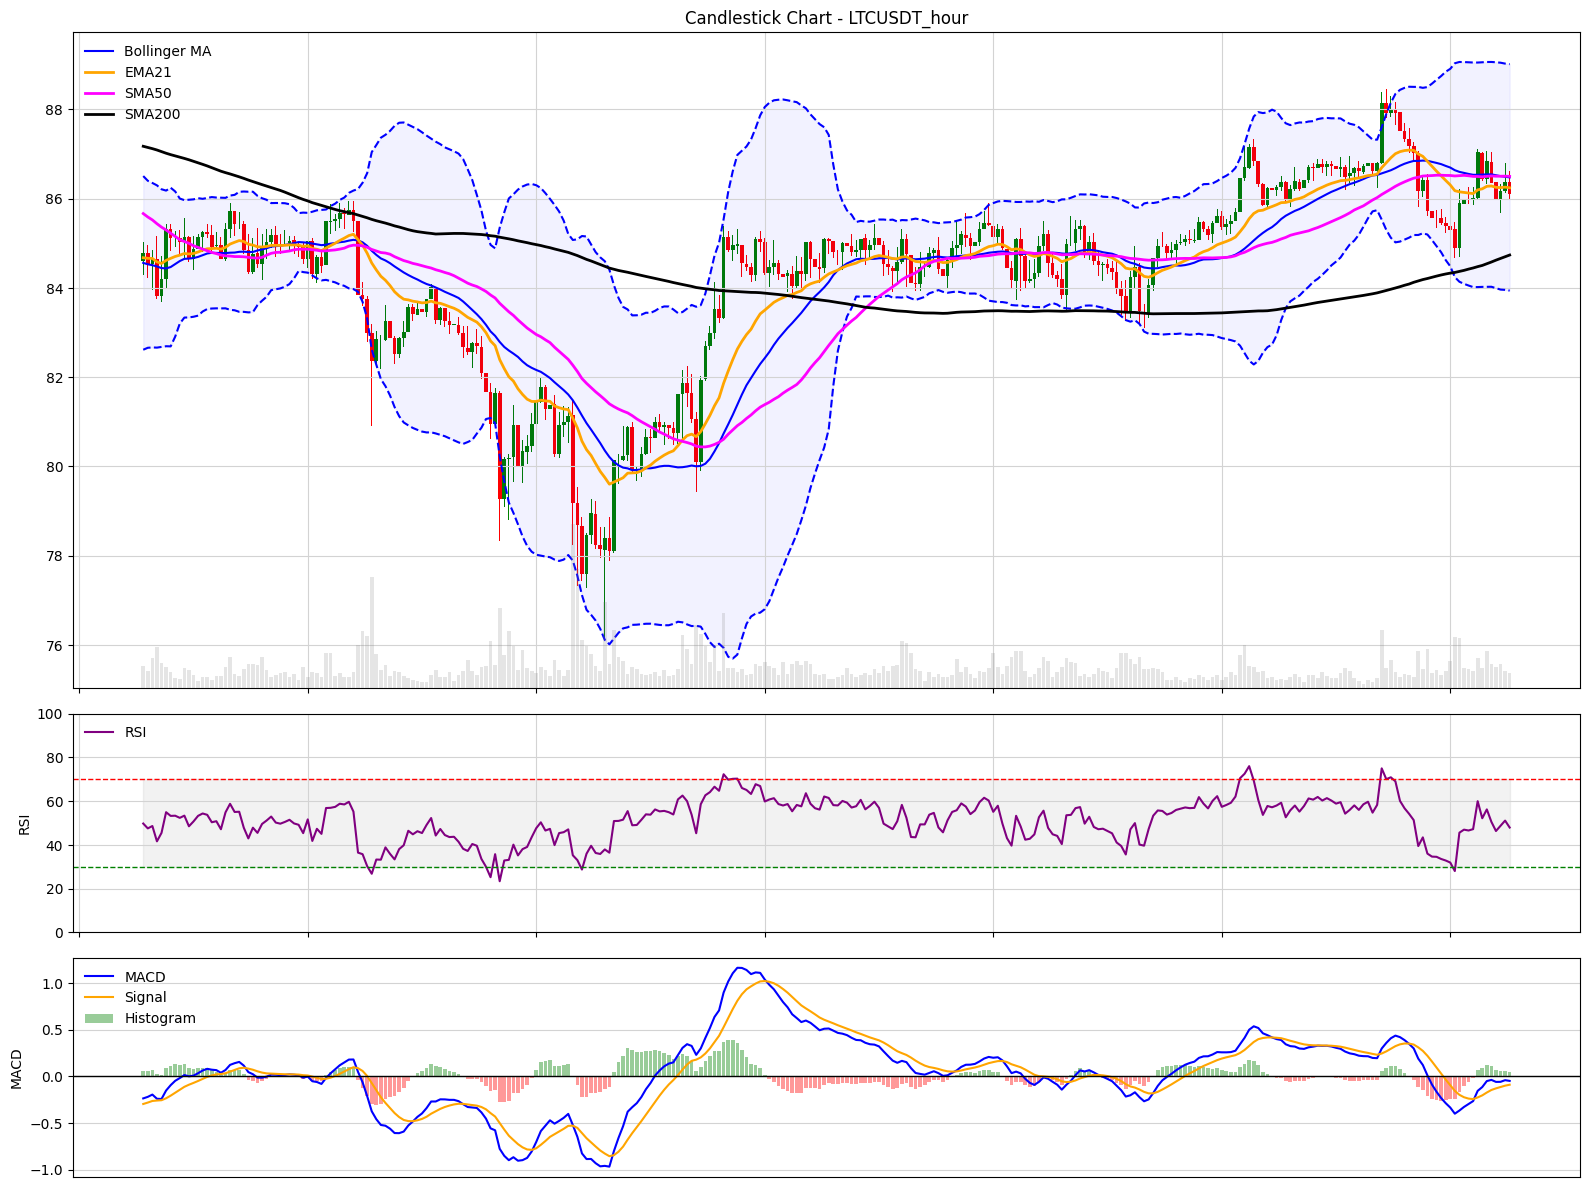 Candlestick Chart - LTCUSDT_hour
Bollinger MA
EMA21
SMA50
SMA200
88
86
84
82
80
78
76
RSI
100
80
60
40
20
0
RSI
MACD
Signal
Histogram
1.0
0.5
0.0
−0.5
−1.0
MACD